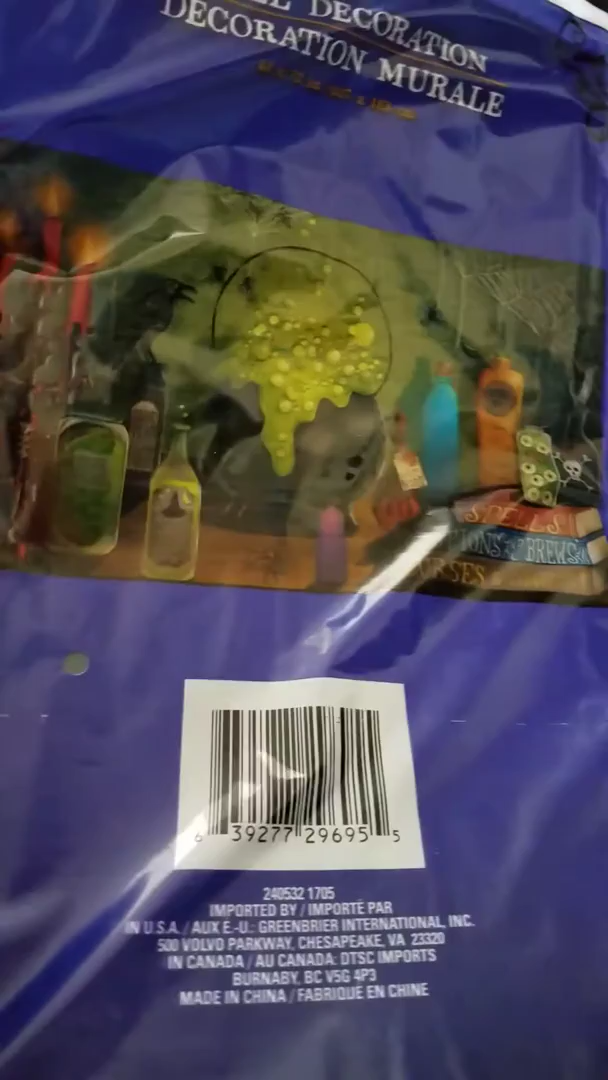 DECORATION
DÉCORATION MURALE
SPELLS
BREWS
6 39277 29695 5
240532 1705
IMPORTED BY / IMPORTÉ PAR
IN U.S.A. / AUX É.-U.: GREENBRIER INTERNATIONAL, INC.
500 VOLVO PARKWAY, CHESAPEAKE, VA 23320
IN CANADA / AU CANADA: DTSC IMPORTS
BURNABY, BC V5G 4P3
MADE IN CHINA / FABRIQUÉ EN CHINE